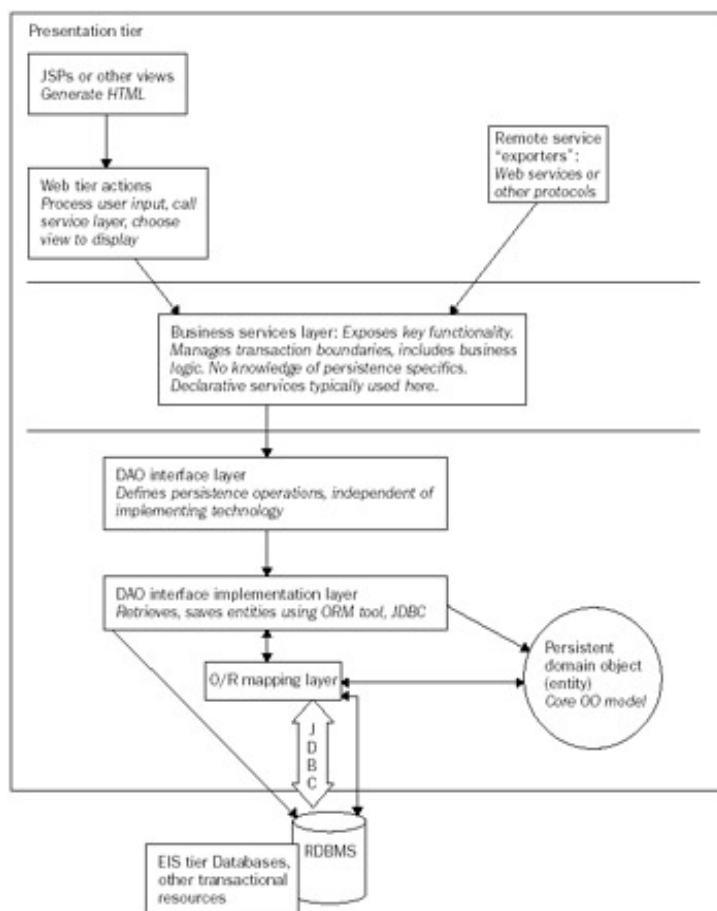 Presentation tier
JSPs or other views
Generate HTML
Remote service
"exporters":
Web services or
other protocols
Web tier actions
Process user input, call
service layer, choose
view to display
Business services layer: Exposes key functionality.
Manages transaction boundaries, includes business
logic. No knowledge of persistence specifics.
Declarative services typically used here.
DAO interface layer
Defines persistence operations, independent of
implementing technology
DAO interface implementation layer
Retrieves, saves entities using ORM tool, JDBC
Persistent
domain object
(entity)
Core OO model
O/R mapping layer
JDBC
RDBMS
EIS tier Databases,
other transactional
resources